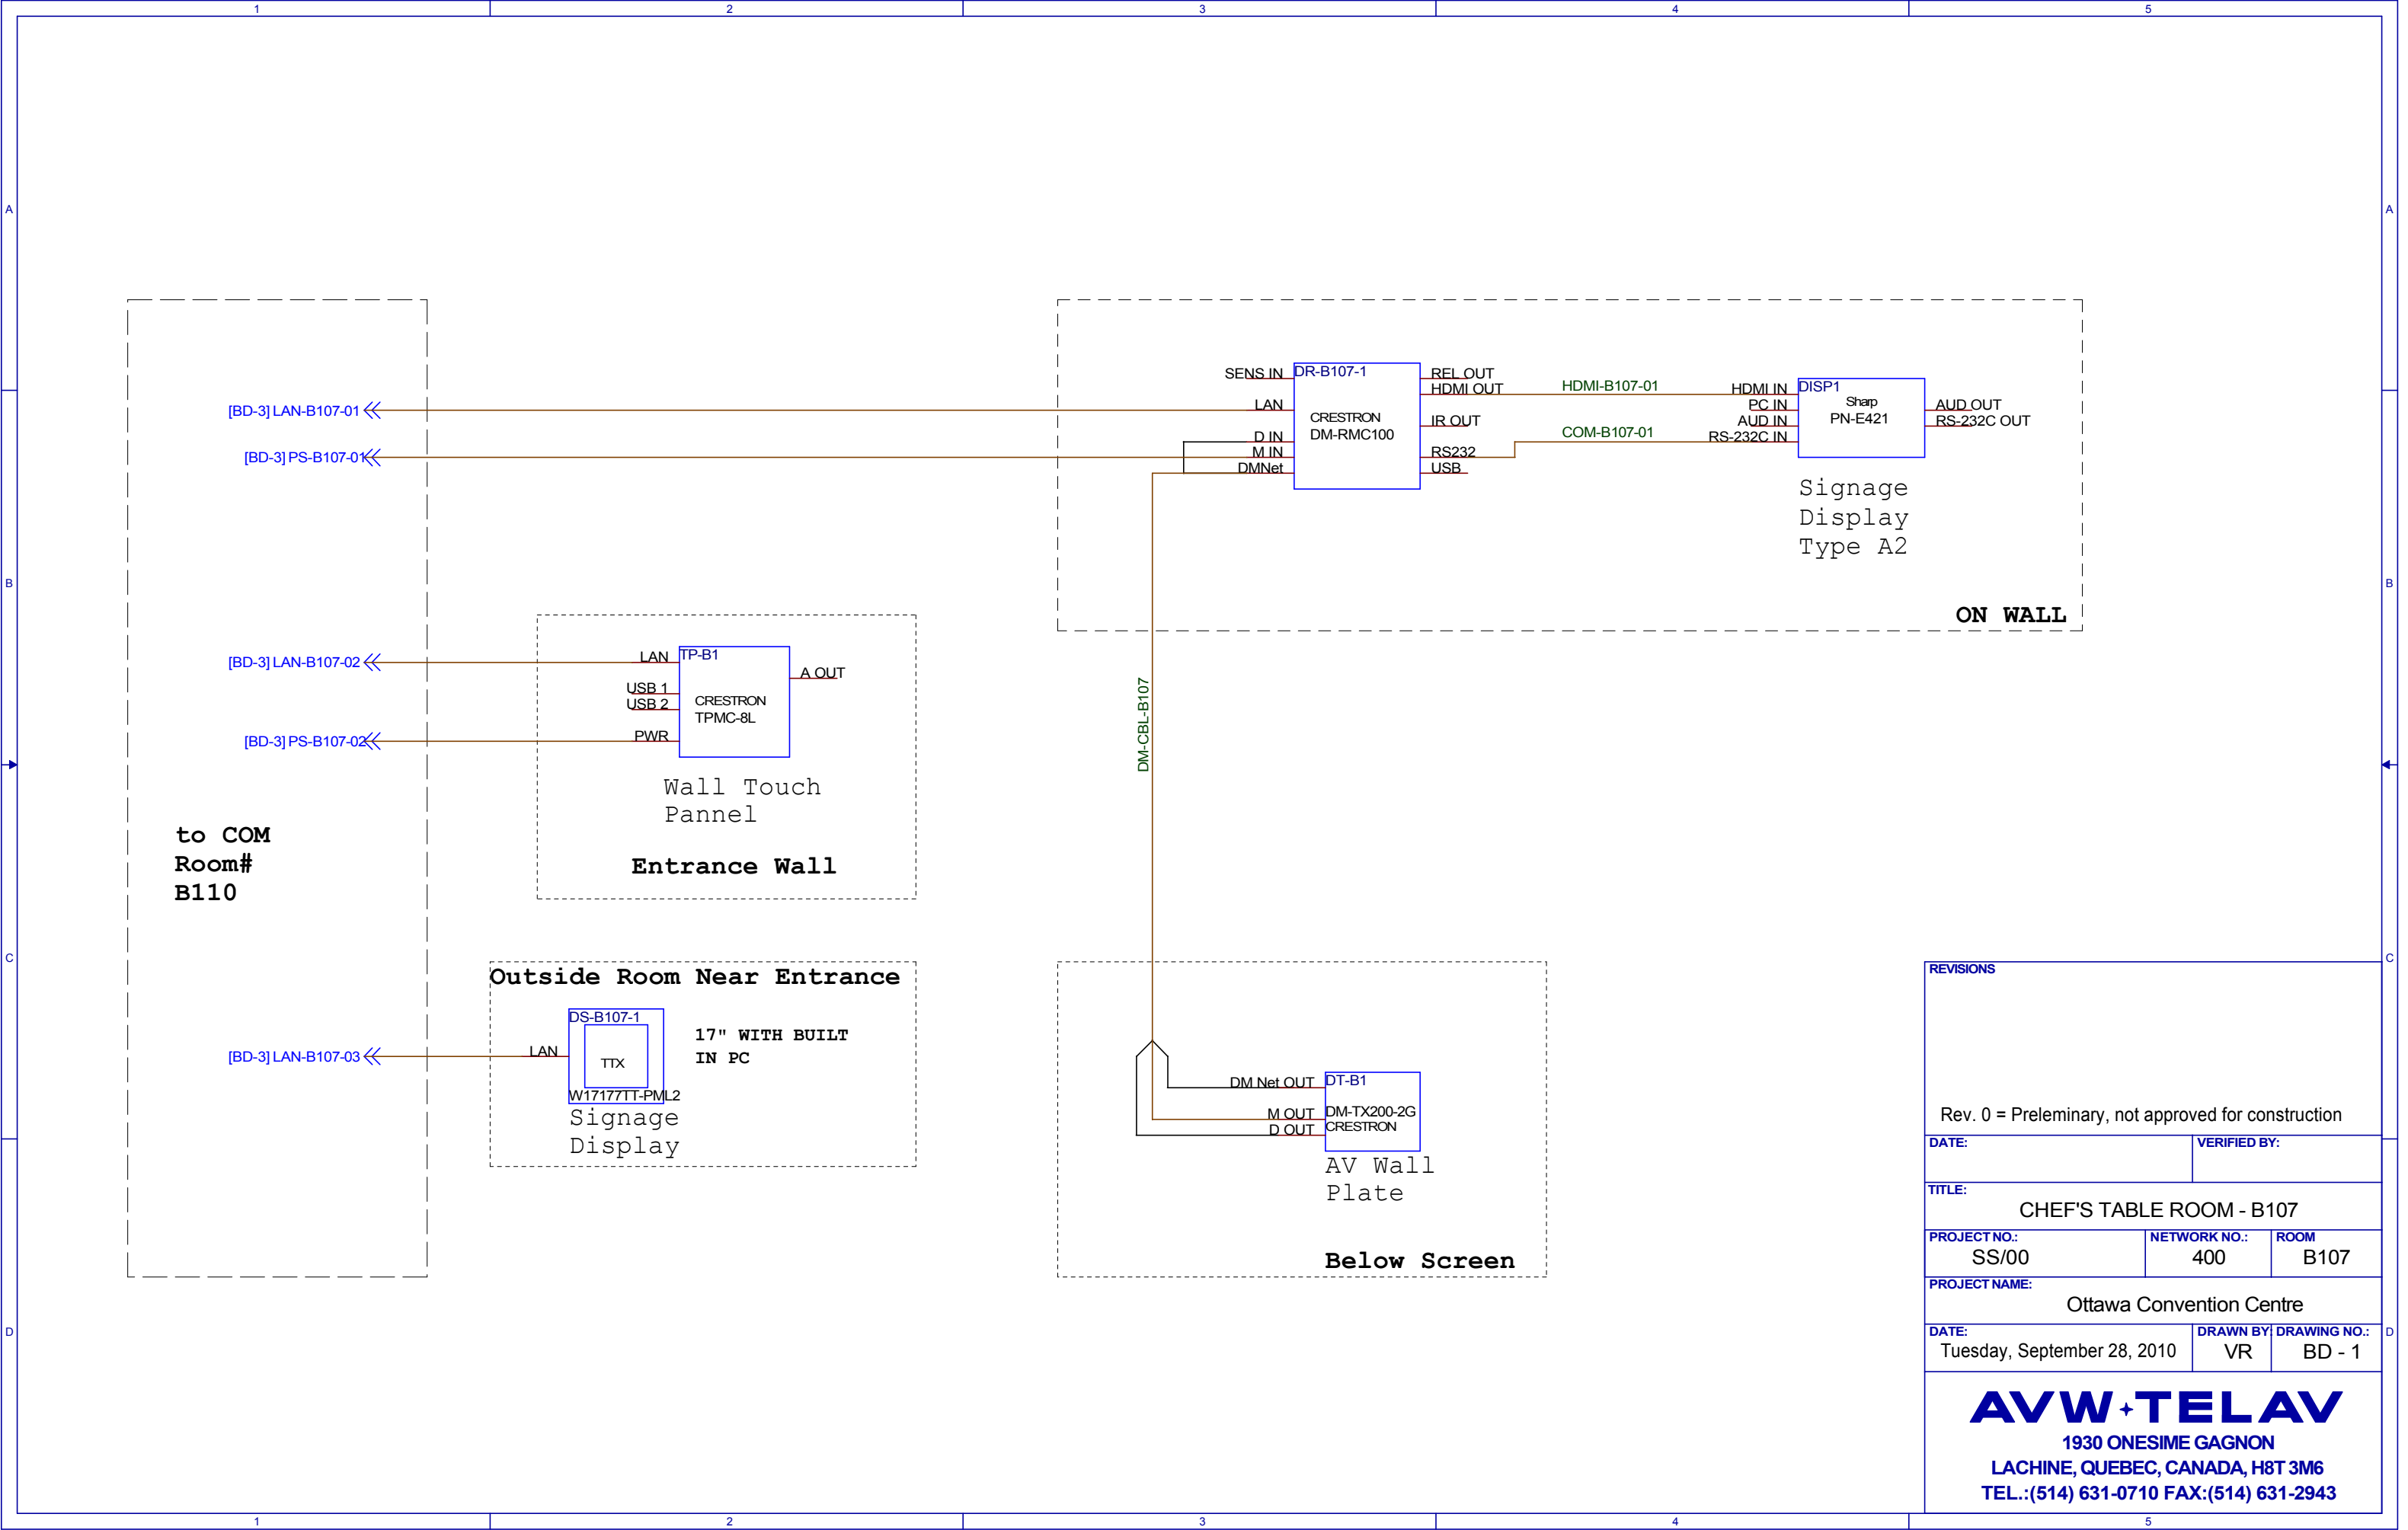 1 2 3 4 5
A A
B B
C C
D D
[BD-3] LAN-B107-01
[BD-3] PS-B107-01
[BD-3] LAN-B107-02
[BD-3] PS-B107-02
to COM
Room#
B110
[BD-3] LAN-B107-03
LAN
USB 1
USB 2
PWR
TP-B1
CRESTRON
TPMC-8L
A OUT
Wall Touch
Pannel
Entrance Wall
Outside Room Near Entrance
DS-B107-1
LAN
TTX
W17177TT-PML2
17" WITH BUILT
IN PC
Signage
Display
SENS IN
LAN
D IN
M IN
DMNet
DR-B107-1
CRESTRON
DM-RMC100
REL OUT
HDMI OUT
IR OUT
RS232
USB
HDMI-B107-01
COM-B107-01
HDMI IN
PC IN
AUD IN
RS-232C IN
DISP1
Sharp
PN-E421
AUD OUT
RS-232C OUT
Signage
Display
Type A2
ON WALL
DM-CBL-B107
DM Net OUT
M OUT
D OUT
DT-B1
DM-TX200-2G
CRESTRON
AV Wall
Plate
Below Screen
REVISIONS
Rev. 0 = Preleminary, not approved for construction
DATE: VERIFIED BY:
TITLE:
CHEF'S TABLE ROOM - B107
PROJECT NO.: NETWORK NO.: ROOM
SS/00 400 B107
PROJECT NAME:
Ottawa Convention Centre
DATE: DRAWN BY: DRAWING NO.:
Tuesday, September 28, 2010 VR BD - 1
AVW TELAV
1930 ONESIME GAGNON
LACHINE, QUEBEC, CANADA, H8T 3M6
TEL.:(514) 631-0710 FAX:(514) 631-2943
1 2 3 4 5